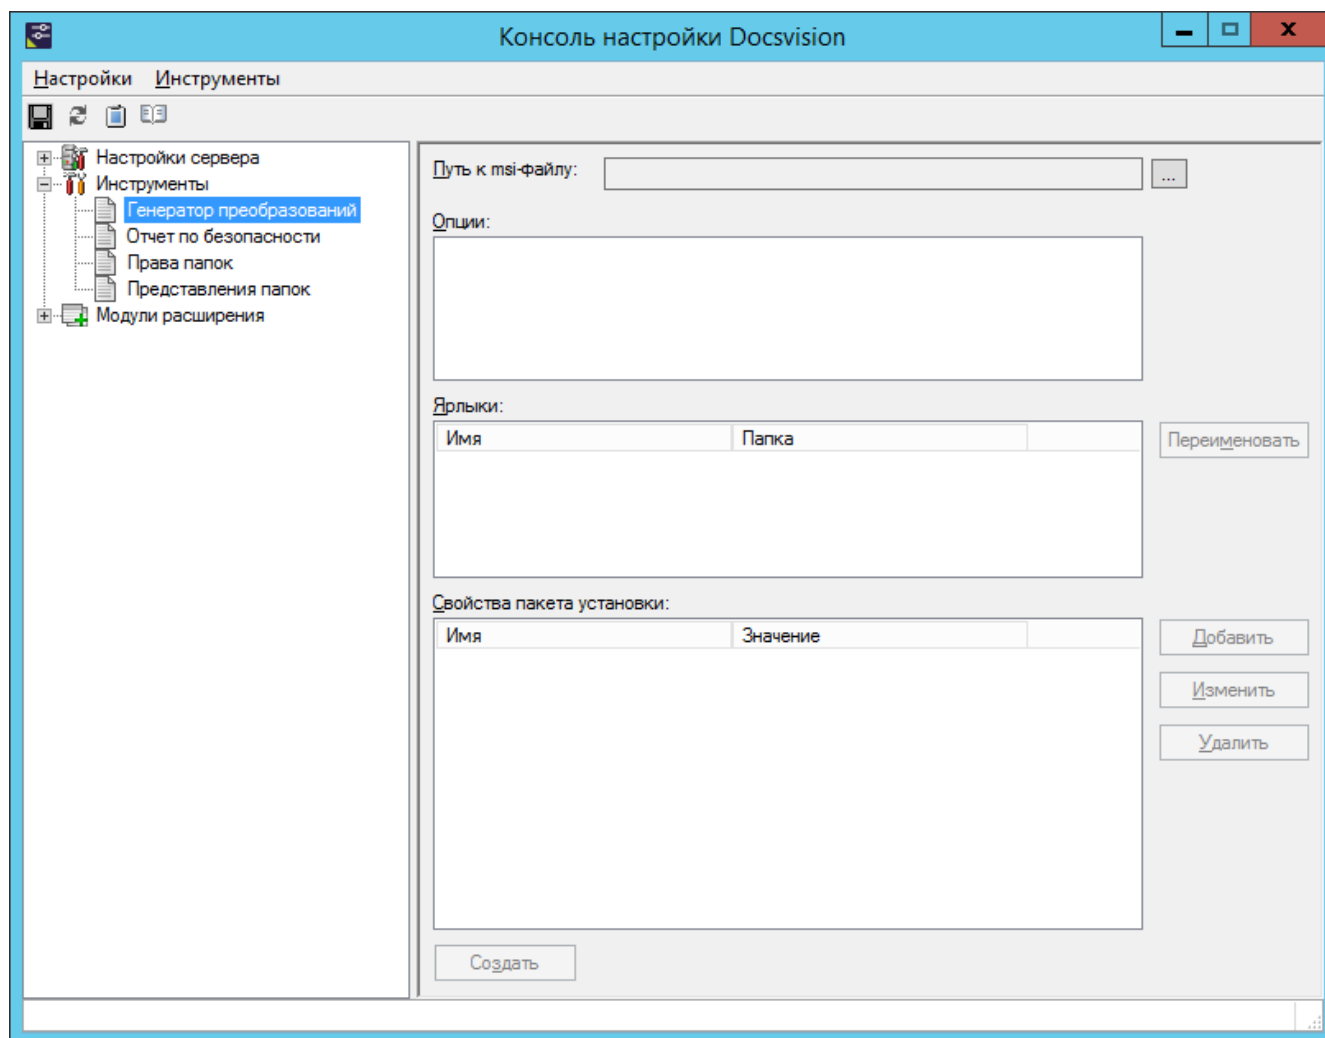 Консоль настройки Docsvision
Настройки Инструменты
Настройки сервера
Инструменты
Генератор преобразований
Отчет по безопасности
Права папок
Представления папок
Модули расширения
Путь к msi-файлу:
...
Опции:
Ярлыки:
Имя Папка
Переименовать
Свойства пакета установки:
Имя Значение
Добавить
Изменить
Удалить
Создать